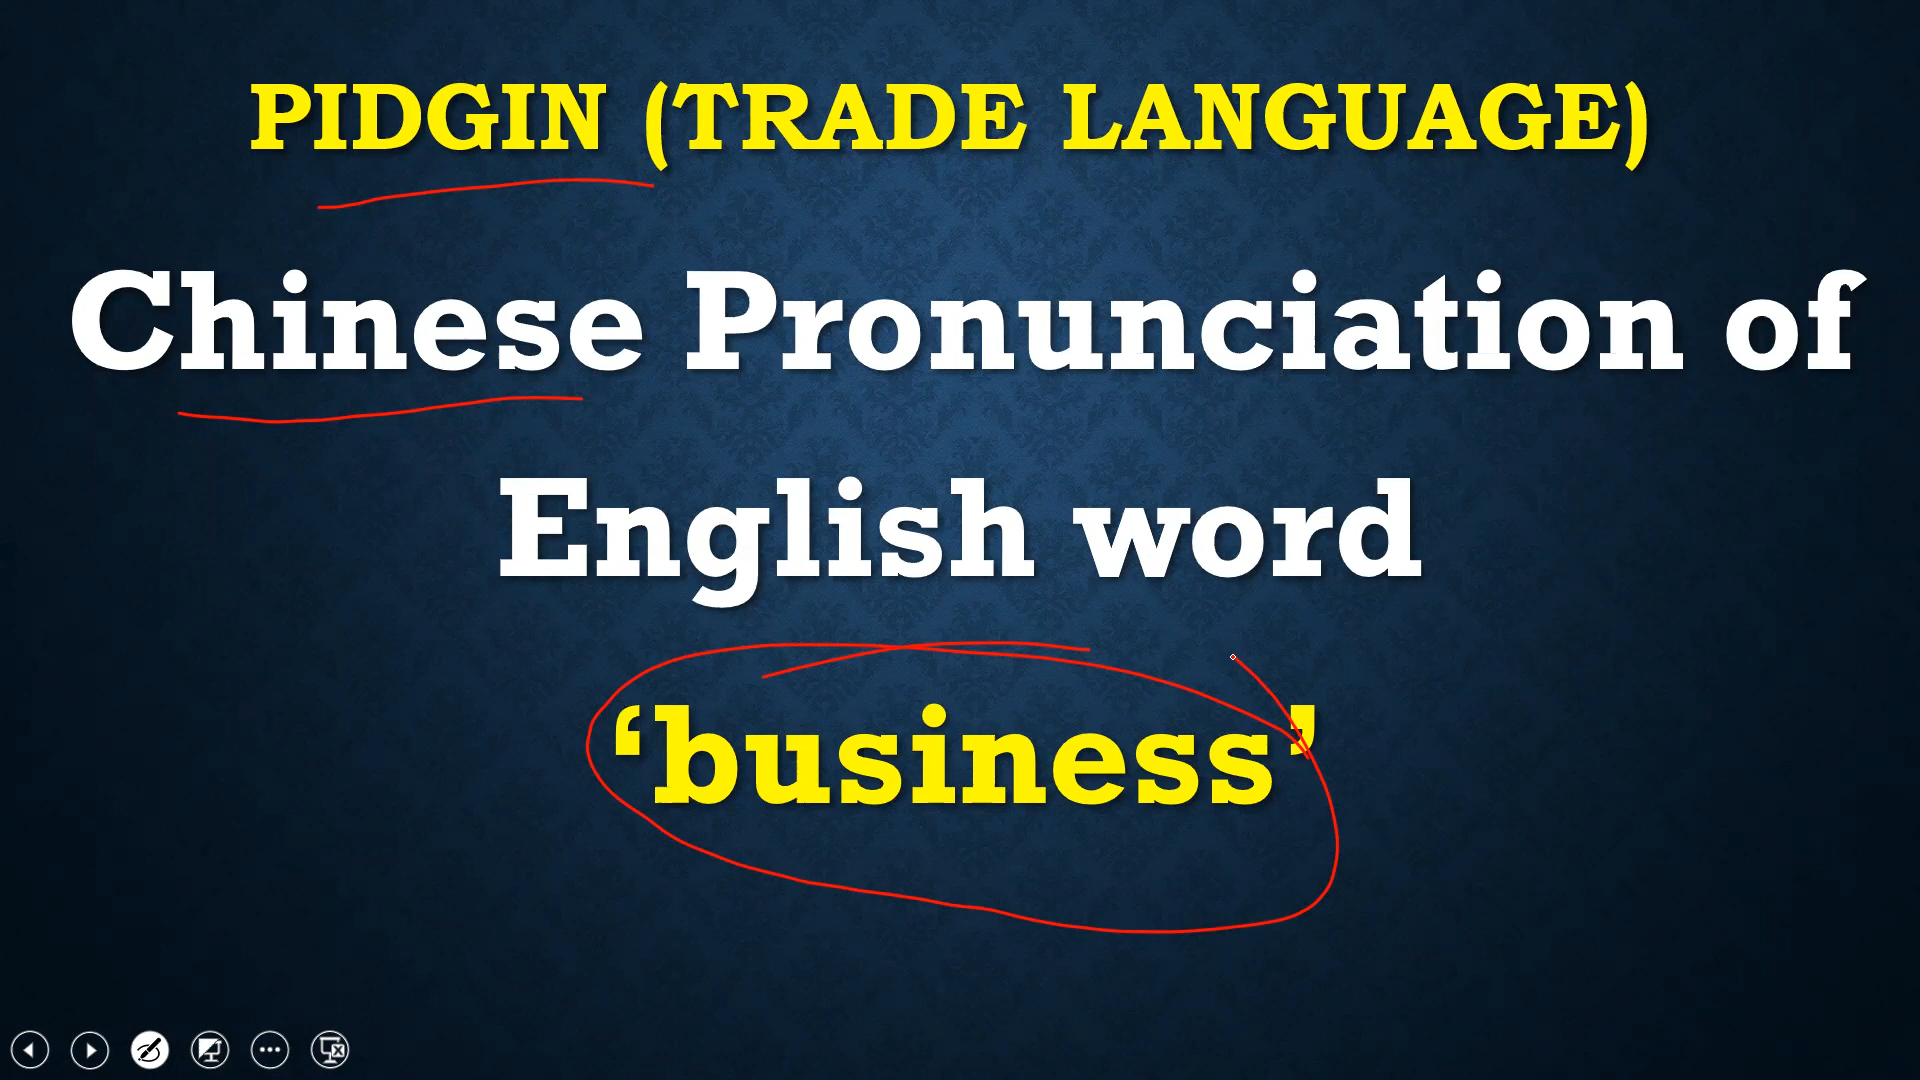 PIDGIN (TRADE LANGUAGE)
Chinese Pronunciation of
English word
‘business’